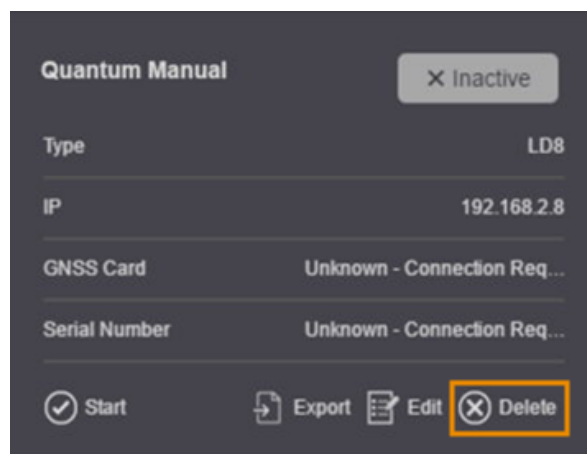 Quantum Manual
Inactive
Type LD8
IP 192.168.2.8
GNSS Card Unknown - Connection Req...
Serial Number Unknown - Connection Req...
Start Export Edit Delete